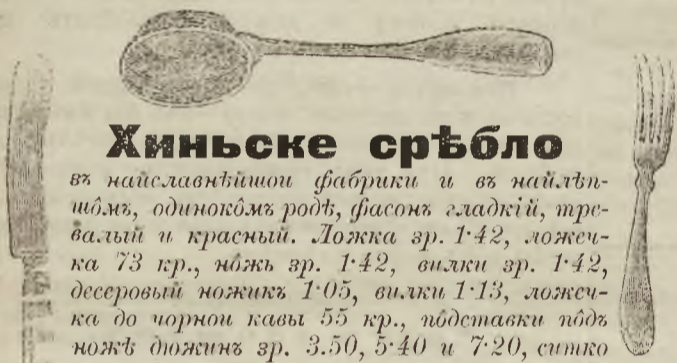 Хиньске срѣбло
въ найславнѣйшои фабрики и въ найлѣп-
шôмъ, одинокôмъ родѣ, фасонъ гладкій, тре-
валый и красный. Ложка зр. 1·42, ложеч-
ка 73 кр., нôжь зр. 1·42, вилки зр. 1·42,
десеровый ножикъ 1·05, вилки 1·13, ложеч-
ка до чорнои кавы 55 кр., пôдставки пôдъ
ножѣ дюжинъ зр. 3.50, 5·40 и 7·20, ситко